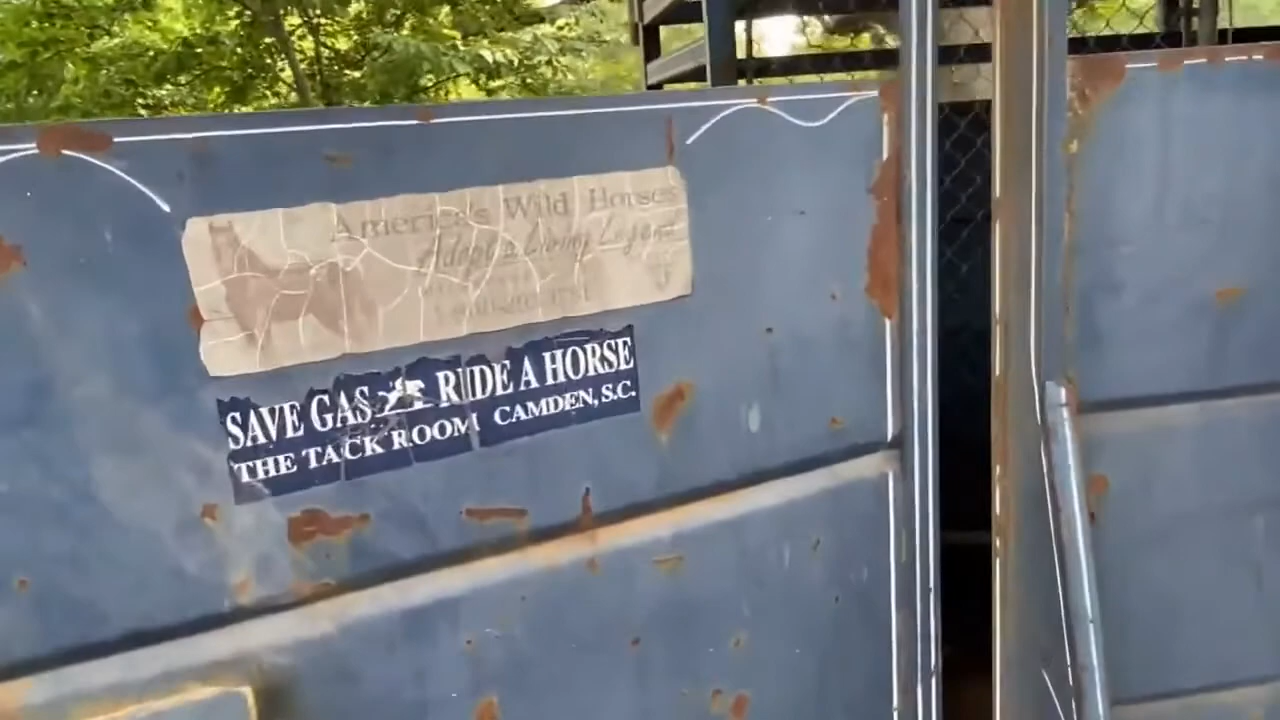 America's Wild Horses
Adopt a Living Legend
SAVE GAS RIDE A HORSE
THE TACK ROOM CAMDEN, S.C.